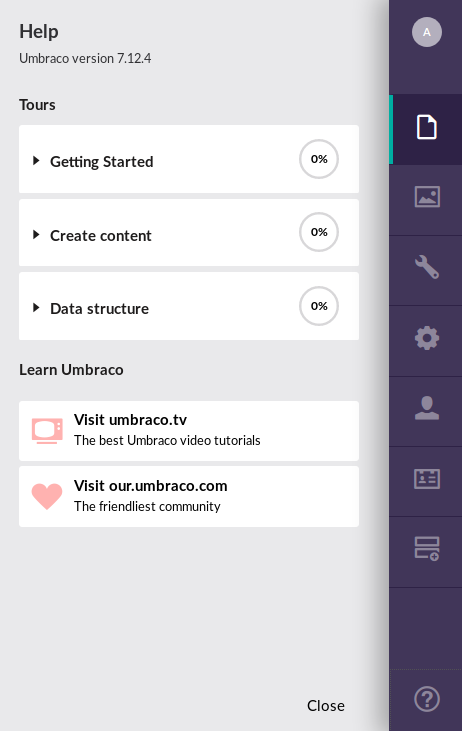 Help
A
Umbraco version 7.12.4
Tours
Getting Started
0%
Create content
0%
Data structure
0%
Learn Umbraco
Visit umbraco.tv
The best Umbraco video tutorials
Visit our.umbraco.com
The friendliest community
Close